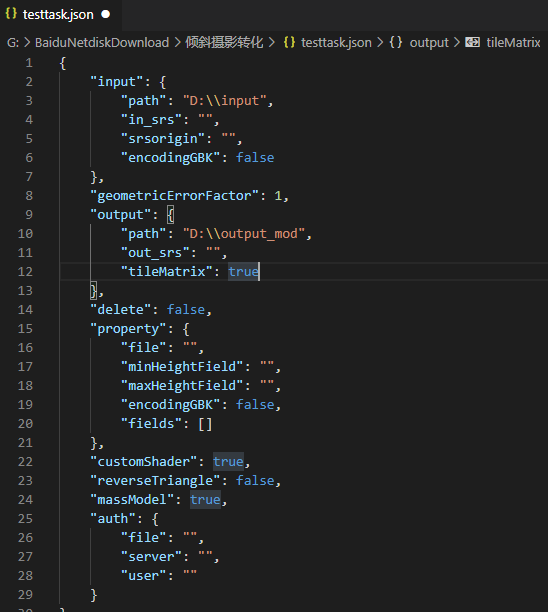 testtask.json
G: > BaiduNetdiskDownload > 倾斜摄影转化 > {} testtask.json > {} output > tileMatrix
1 {
2 "input": {
3 "path": "D:\\input",
4 "in_srs": "",
5 "srsorigin": "",
6 "encodingGBK": false
7 },
8 "geometricErrorFactor": 1,
9 "output": {
10 "path": "D:\\output_mod",
11 "out_srs": "",
12 "tileMatrix": true
13 },
14 "delete": false,
15 "property": {
16 "file": "",
17 "minHeightField": "",
18 "maxHeightField": "",
19 "encodingGBK": false,
20 "fields": []
21 },
22 "customShader": true,
23 "reverseTriangle": false,
24 "massModel": true,
25 "auth": {
26 "file": "",
27 "server": "",
28 "user": ""
29 }
30 }